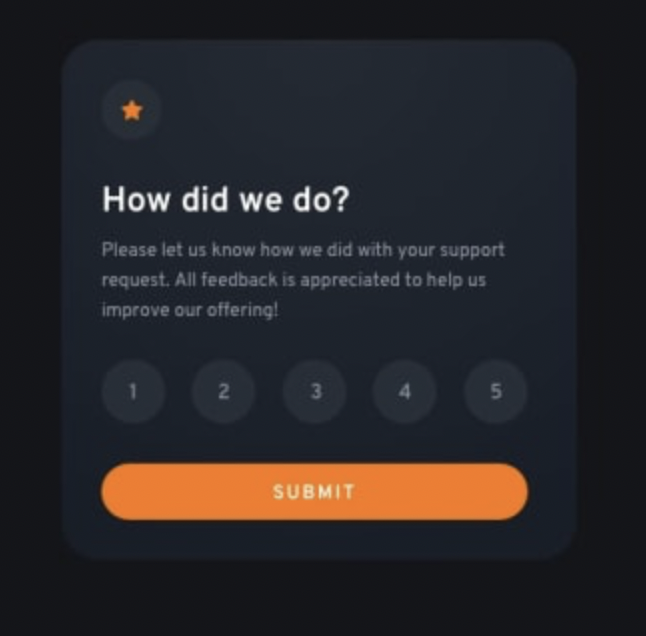 How did we do?
Please let us know how we did with your support
request. All feedback is appreciated to help us
improve our offering!
1 2 3 4 5
SUBMIT